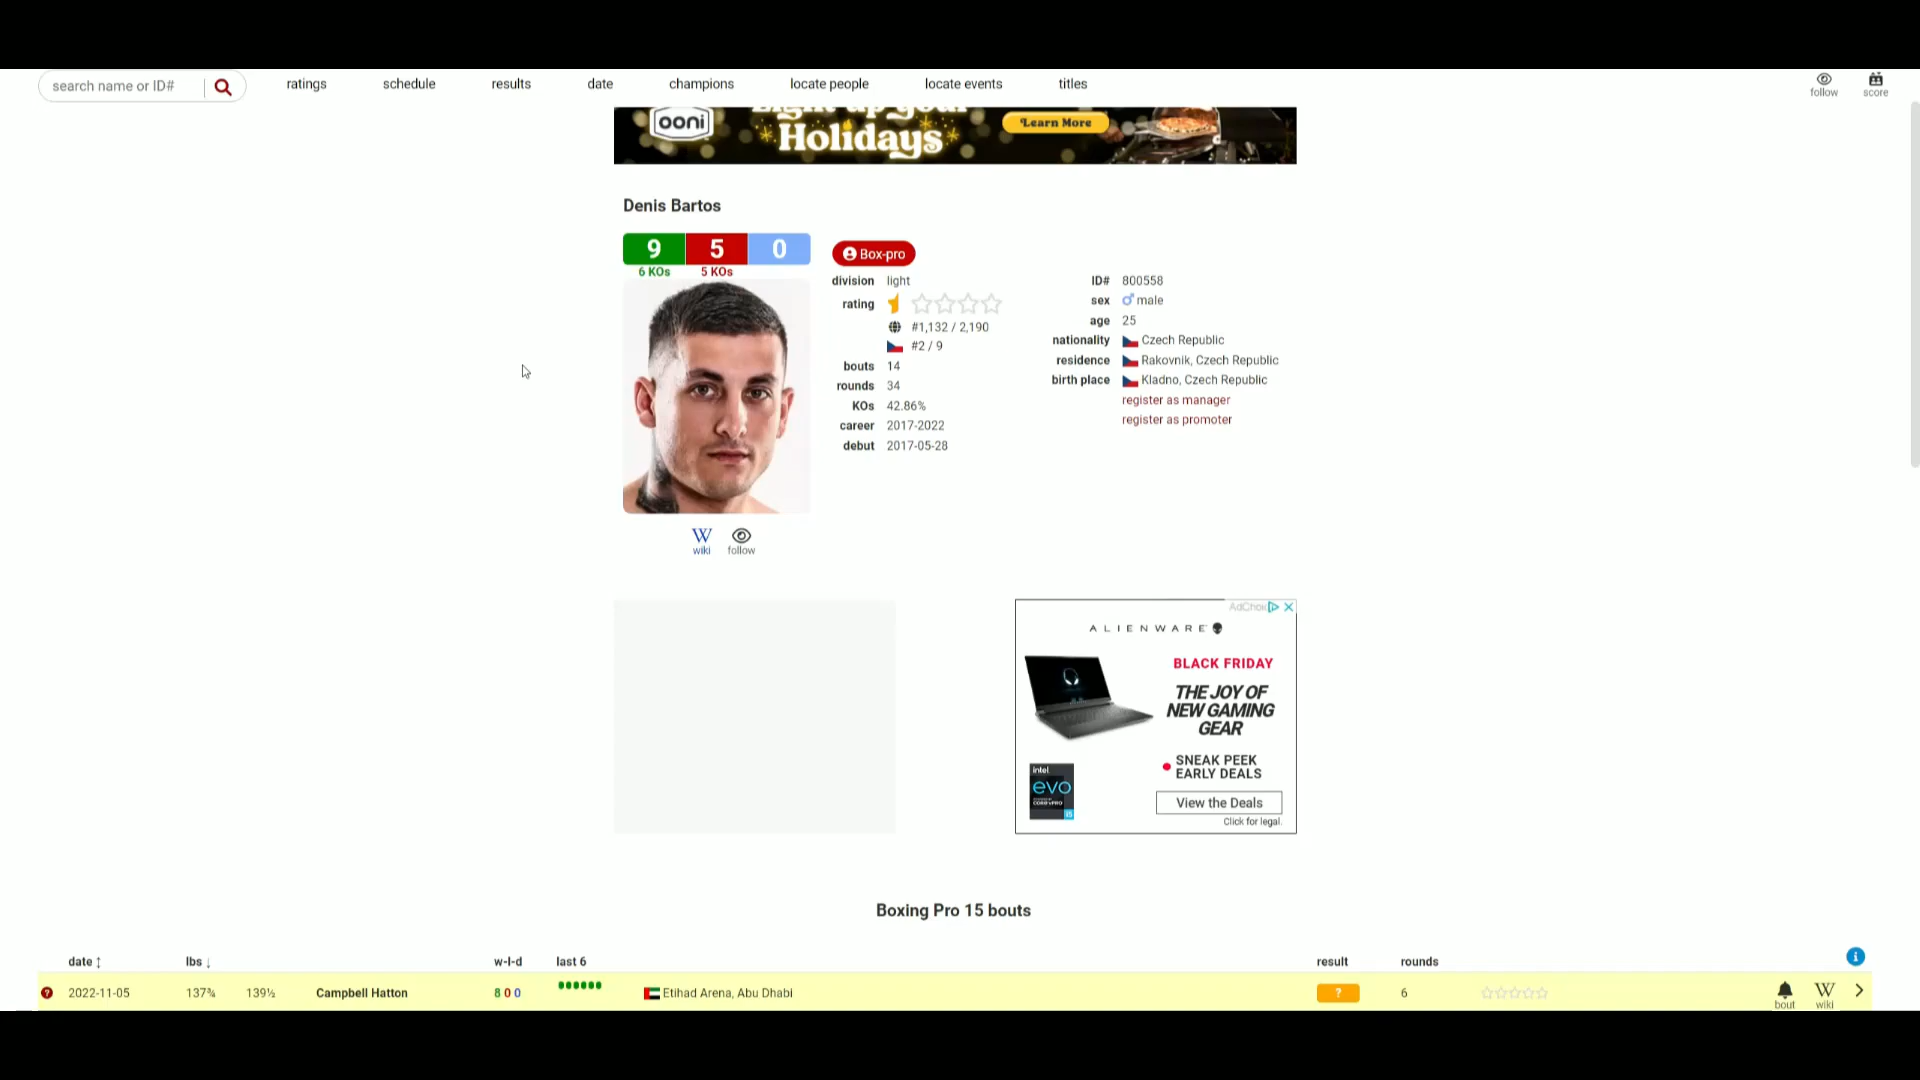 search name or ID#
ratings
schedule
results
date
champions
locate people
locate events
titles
follow
score
ooni
Light up your
Holidays
Learn More
Denis Bartos
9 5 0
6 KOs 5 KOs
Box-pro
division light
rating
#1,132 / 2,190
#2 / 9
bouts 14
rounds 34
KOs 42.86%
career 2017-2022
debut 2017-05-28
ID# 800558
sex male
age 25
nationality Czech Republic
residence Rakovnik, Czech Republic
birth place Kladno, Czech Republic
register as manager
register as promoter
W
wiki
follow
ALIENWARE
BLACK FRIDAY
THE JOY OF
NEW GAMING
GEAR
SNEAK PEEK
EARLY DEALS
View the Deals
Click for legal.
intel
evo
i5
Boxing Pro 15 bouts
date lbs w-l-d last 6 result rounds
? 2022-11-05 137¾ 139½ Campbell Hatton 8 0 0 Etihad Arena, Abu Dhabi ? 6
bout
W
wiki